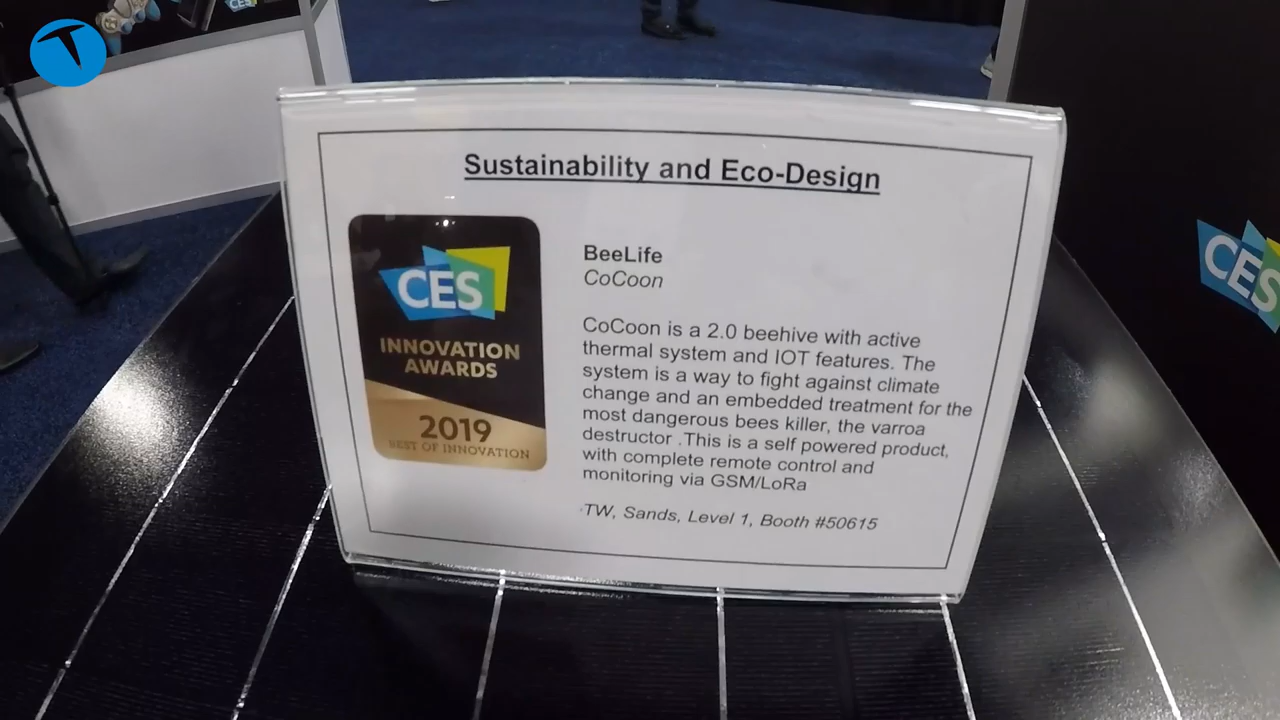 CES
T
Sustainability and Eco-Design
CES
INNOVATION
AWARDS
2019
BEST OF INNOVATION
BeeLife
CoCoon
CoCoon is a 2.0 beehive with active
thermal system and IOT features. The
system is a way to fight against climate
change and an embedded treatment for the
most dangerous bees killer, the varroa
destructor .This is a self powered product,
with complete remote control and
monitoring via GSM/LoRa
TW, Sands, Level 1, Booth #50615
CES